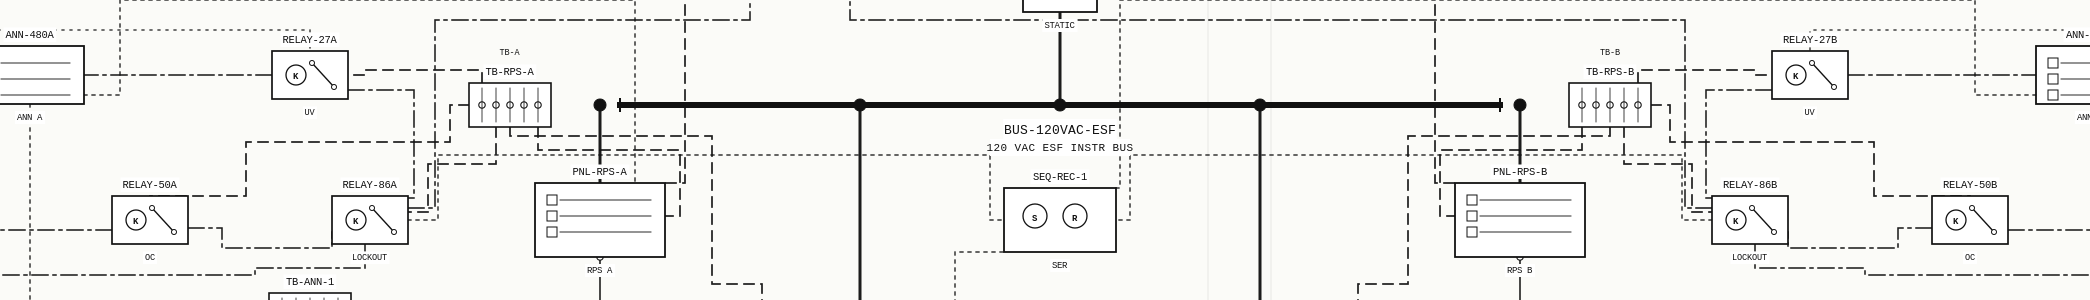 STATIC
ANN-480A
RELAY-27A
TB-A
TB-B
RELAY-27B
ANN-
TB-RPS-A
TB-RPS-B
K
K
ANN A
UV
UV
ANN
BUS-120VAC-ESF
120 VAC ESF INSTR BUS
PNL-RPS-A
SEQ-REC-1
PNL-RPS-B
RELAY-50A
RELAY-86A
RELAY-86B
RELAY-50B
K
K
S
R
K
K
OC
LOCKOUT
RPS A
SER
RPS B
LOCKOUT
OC
TB-ANN-1